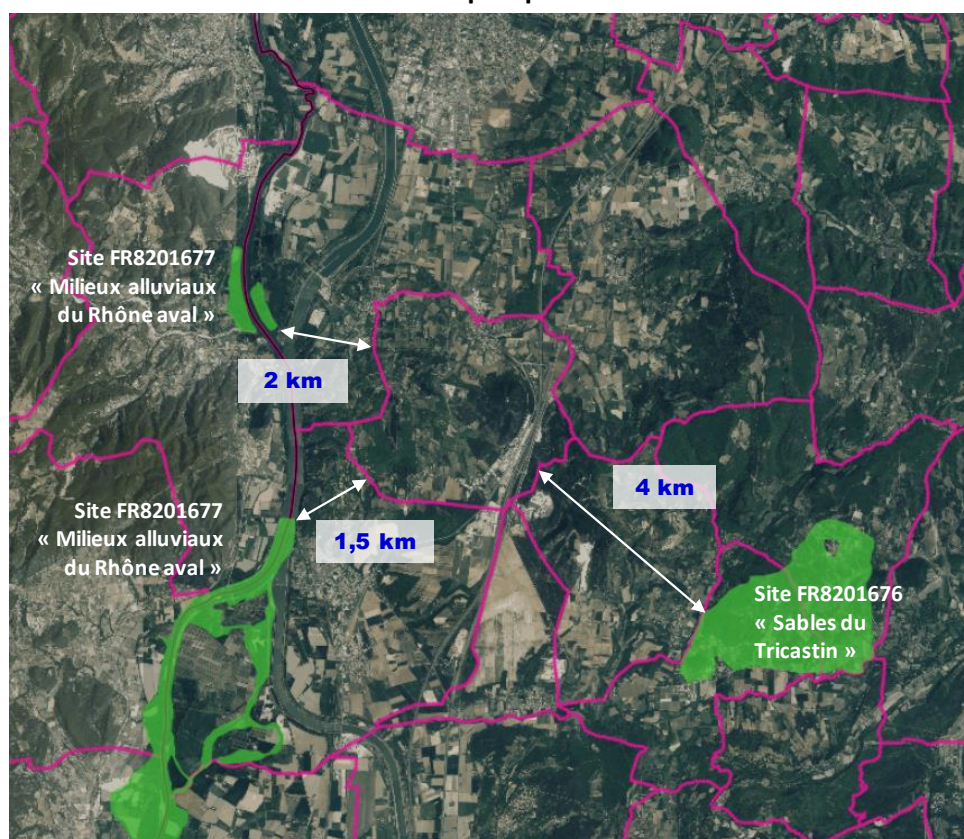 Site FR8201677
« Milieux alluviaux
du Rhône aval »
2 km
4 km
Site FR8201677
« Milieux alluviaux
du Rhône aval »
1,5 km
Site FR8201676
« Sables du
Tricastin »